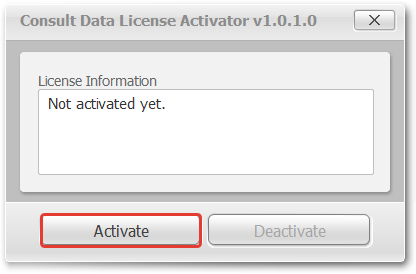 Consult Data License Activator v1.0.1.0
License Information
Not activated yet.
Activate
Deactivate